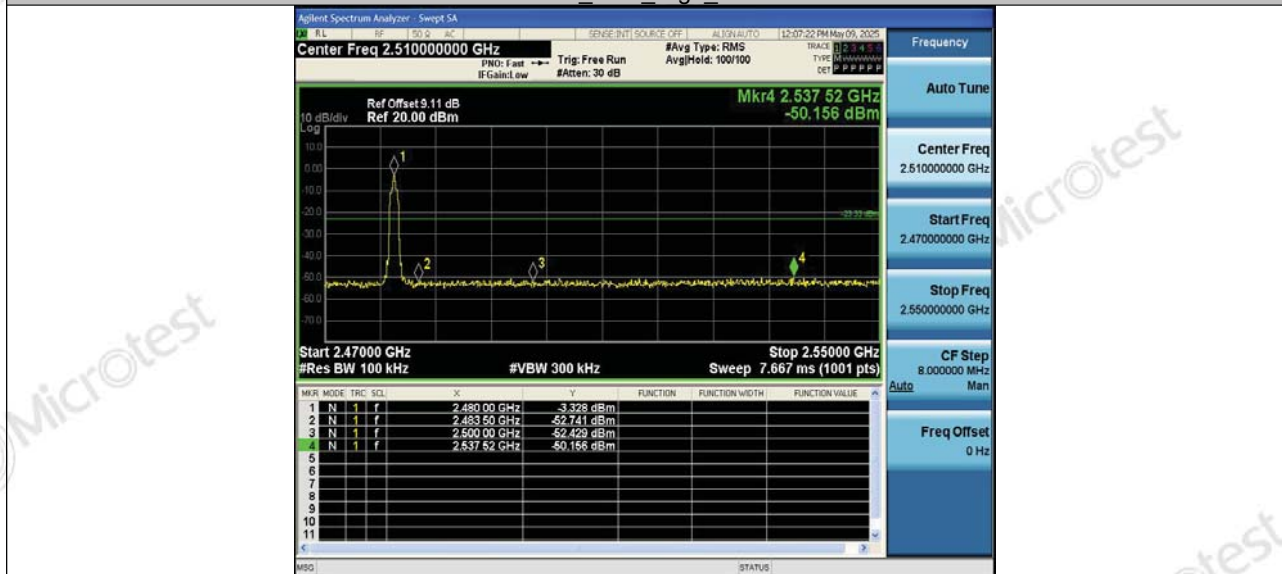 Agilent Spectrum Analyzer - Swept SA
RL RF 50 Ω AC SENSE:INT SOURCE OFF ALIGNAUTO 12:07:22 PM May 09, 2025
Center Freq 2.510000000 GHz
PNO: Fast
IFGain:Low
Trig: Free Run
#Atten: 30 dB
#Avg Type: RMS
Avg|Hold: 100/100
TRACE 1 2 3 4 5 6
TYPE M
DET P P P P P P
Frequency
Auto Tune
Center Freq
2.510000000 GHz
Start Freq
2.470000000 GHz
Stop Freq
2.550000000 GHz
CF Step
8.000000 MHz
Auto Man
Freq Offset
0 Hz
Mkr4 2.537 52 GHz
-50.156 dBm
Ref Offset 9.11 dB
10 dB/div Ref 20.00 dBm
Log
10.0
0.00
-10.0
-20.0
-30.0
-40.0
-50.0
-60.0
-70.0
1
2
3
4
-23.33 dBm
Start 2.47000 GHz Stop 2.55000 GHz
#Res BW 100 kHz #VBW 300 kHz Sweep 7.667 ms (1001 pts)
MKR MODE TRC SCL X Y FUNCTION FUNCTION WIDTH FUNCTION VALUE
1 N 1 f 2.480 00 GHz -3.328 dBm
2 N 1 f 2.483 50 GHz -52.741 dBm
3 N 1 f 2.500 00 GHz -52.429 dBm
4 N 1 f 2.537 52 GHz -50.156 dBm
5
6
7
8
9
10
11
MSG STATUS
Microtest
Microtest